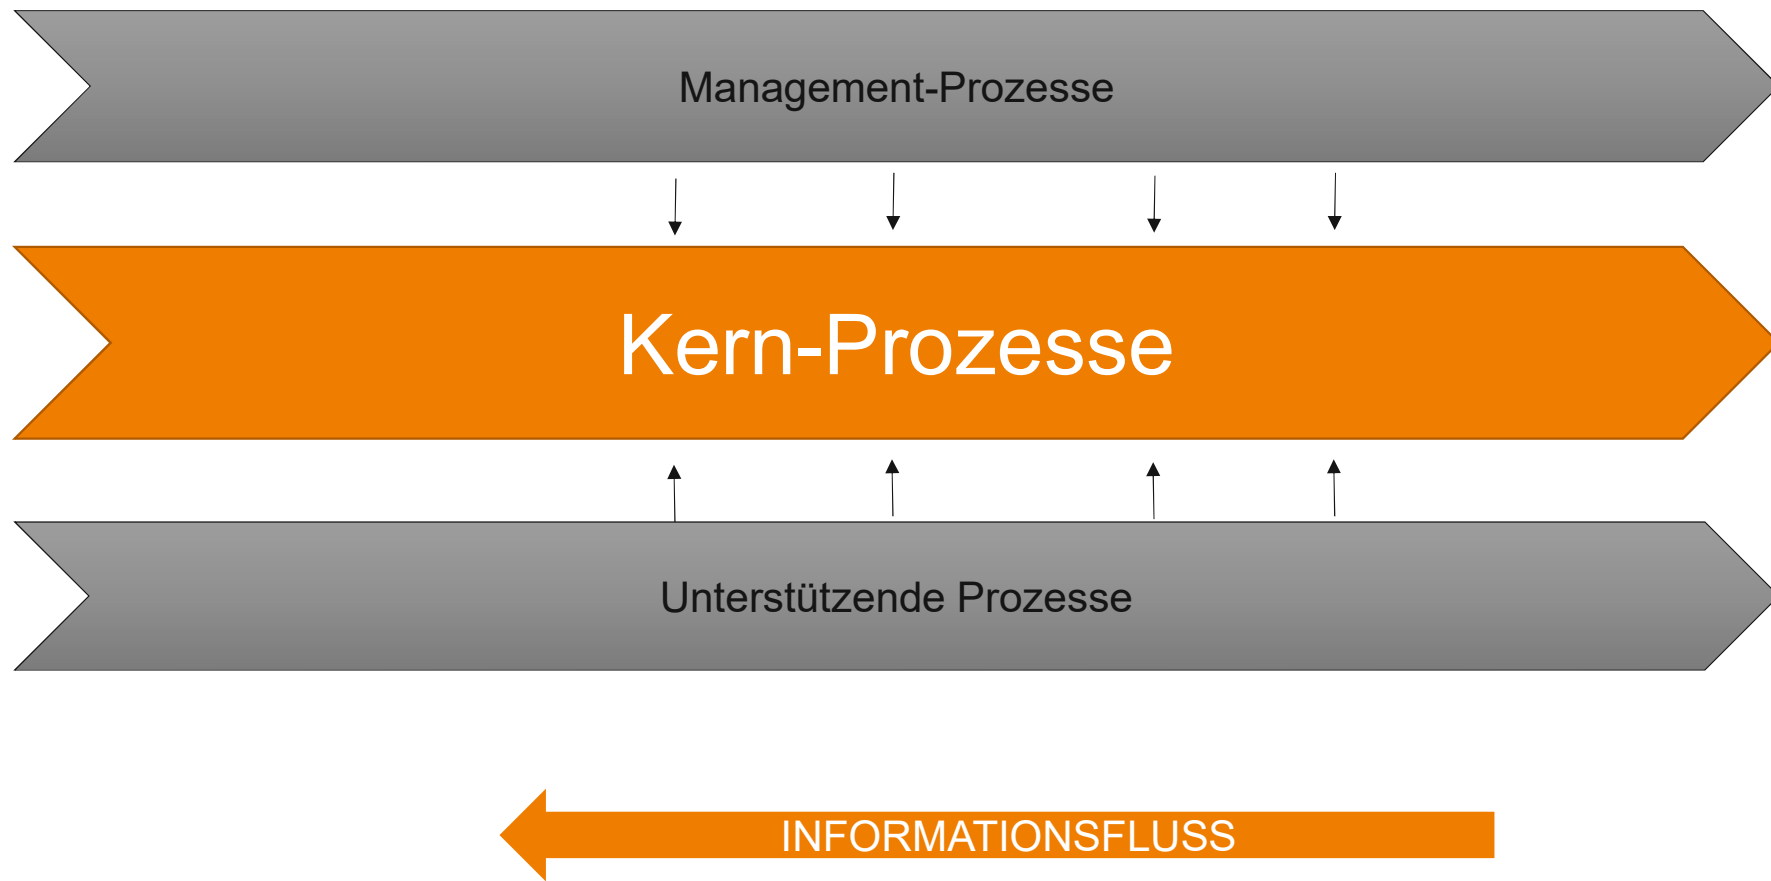 Management-Prozesse
Kern-Prozesse
Unterstützende Prozesse
INFORMATIONSFLUSS